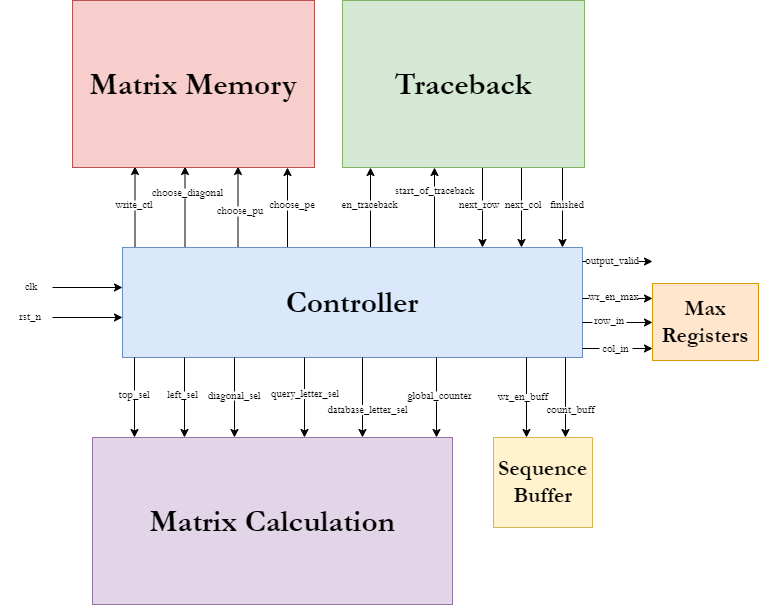 Matrix Memory
Traceback
write_ctl
choose_diagonal
choose_pu
choose_pe
en_traceback
start_of_traceback
next_row
next_col
finished
clk
rst_n
Controller
output_valid
wr_en_max
row_in
col_in
Max
Registers
top_sel
left_sel
diagonal_sel
query_letter_sel
database_letter_sel
global_counter
wr_en_buff
count_buff
Matrix Calculation
Sequence
Buffer